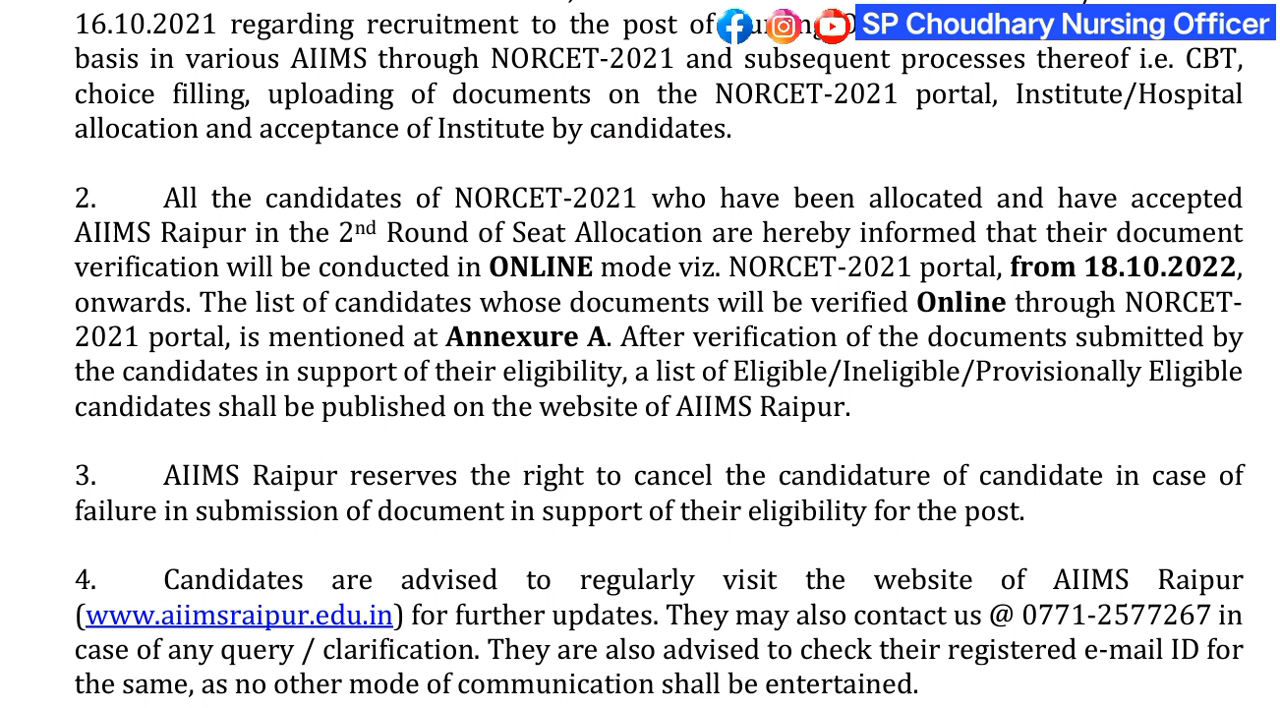 16.10.2021 regarding recruitment to the post of
SP Choudhary Nursing Officer
basis in various AIIMS through NORCET-2021 and subsequent processes thereof i.e. CBT,
choice filling, uploading of documents on the NORCET-2021 portal, Institute/Hospital
allocation and acceptance of Institute by candidates.
2. All the candidates of NORCET-2021 who have been allocated and have accepted
AIIMS Raipur in the 2nd Round of Seat Allocation are hereby informed that their document
verification will be conducted in ONLINE mode viz. NORCET-2021 portal, from 18.10.2022,
onwards. The list of candidates whose documents will be verified Online through NORCET-
2021 portal, is mentioned at Annexure A. After verification of the documents submitted by
the candidates in support of their eligibility, a list of Eligible/Ineligible/Provisionally Eligible
candidates shall be published on the website of AIIMS Raipur.
3. AIIMS Raipur reserves the right to cancel the candidature of candidate in case of
failure in submission of document in support of their eligibility for the post.
4. Candidates are advised to regularly visit the website of AIIMS Raipur
(www.aiimsraipur.edu.in) for further updates. They may also contact us @ 0771-2577267 in
case of any query / clarification. They are also advised to check their registered e-mail ID for
the same, as no other mode of communication shall be entertained.